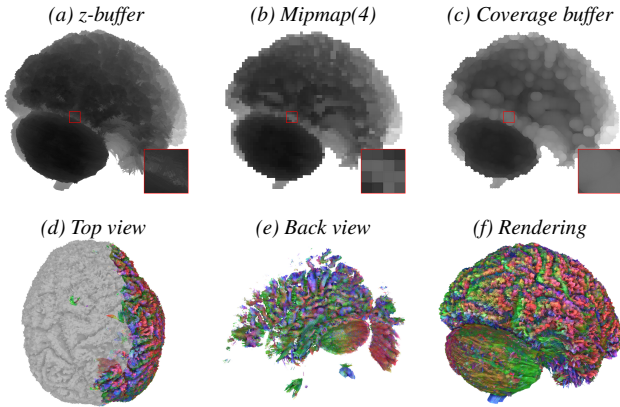 (a) z-buffer
(b) Mipmap(4)
(c) Coverage buffer
(d) Top view
(e) Back view
(f) Rendering